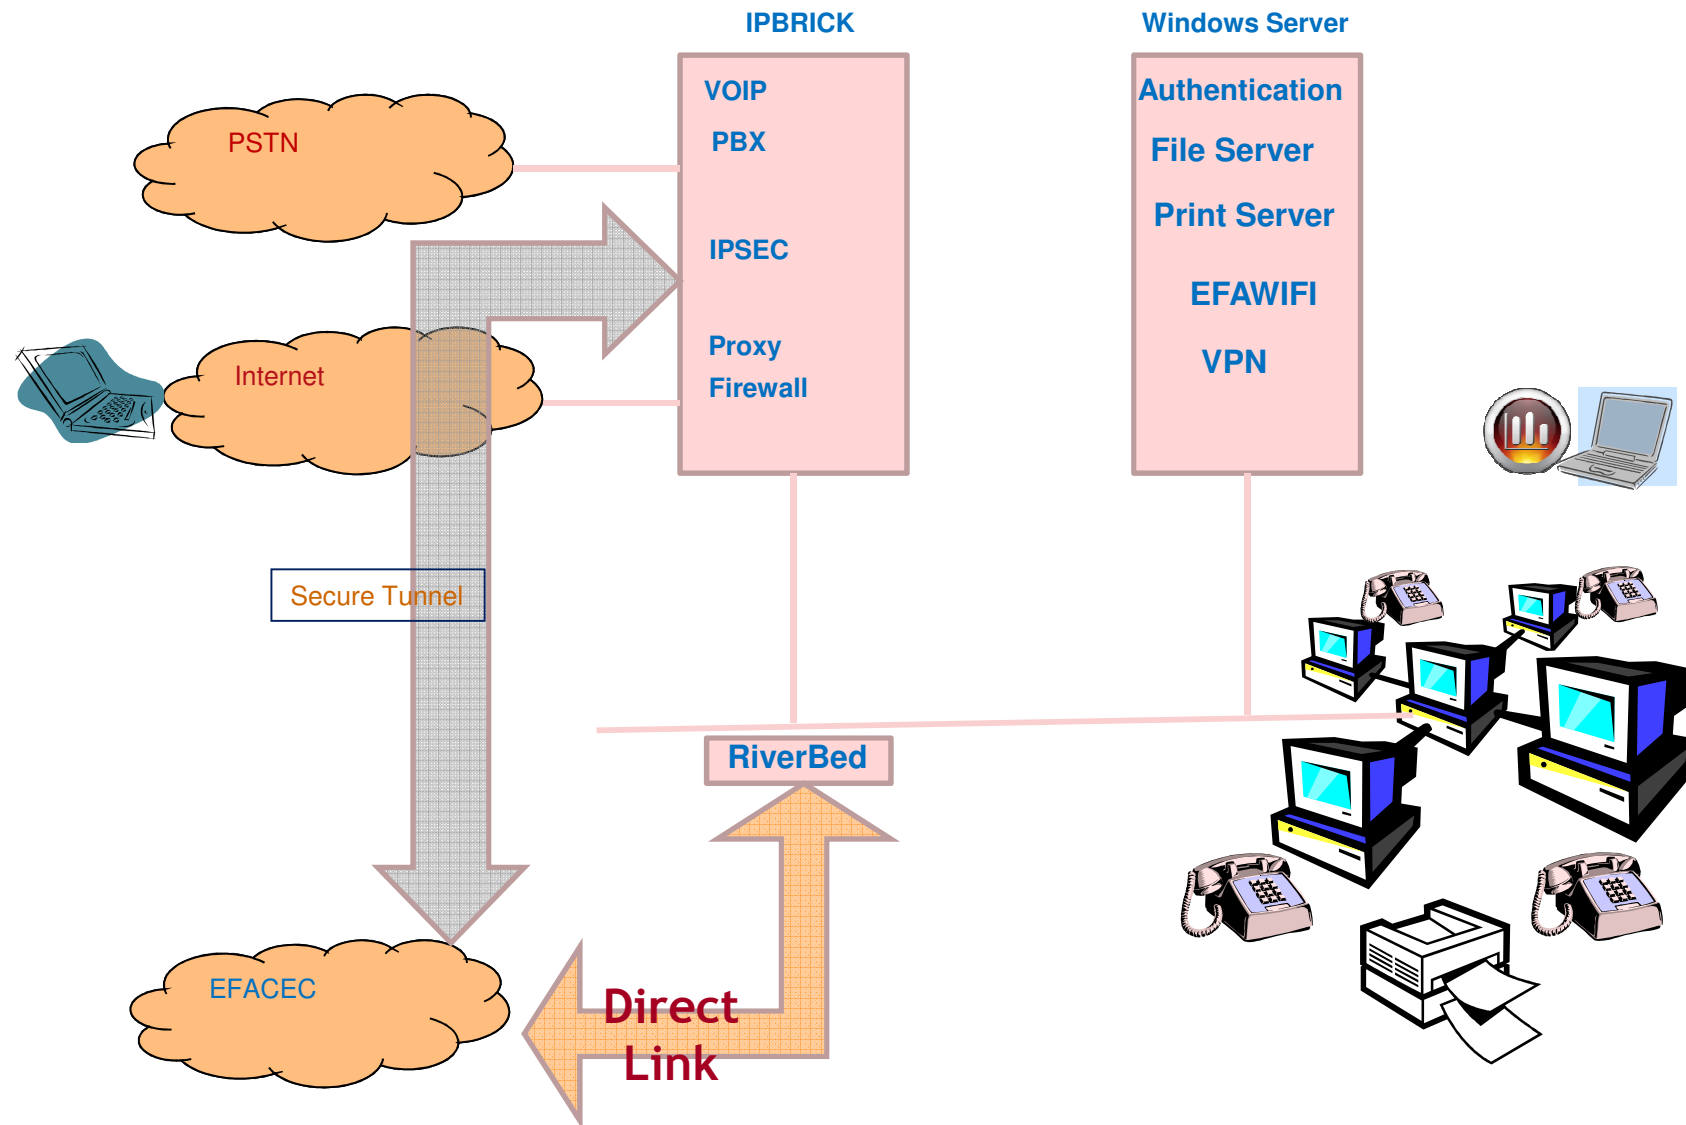 IPBRICK
Windows Server
VOIP
PBX
IPSEC
Proxy
Firewall
Authentication
File Server
Print Server
EFAWIFI
VPN
PSTN
Internet
Secure Tunnel
RiverBed
EFACEC
Direct
Link